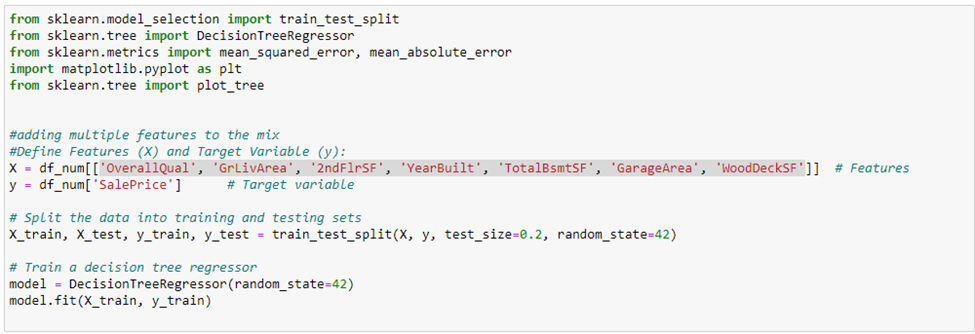 from sklearn.model_selection import train_test_split
from sklearn.tree import DecisionTreeRegressor
from sklearn.metrics import mean_squared_error, mean_absolute_error
import matplotlib.pyplot as plt
from sklearn.tree import plot_tree
#adding multiple features to the mix
#Define Features (X) and Target Variable (y):
X = df_num[['OverallQual', 'GrLivArea', '2ndFlrSF', 'YearBuilt', 'TotalBsmtSF', 'GarageArea', 'WoodDeckSF']]  # Features
y = df_num['SalePrice']      # Target variable
# Split the data into training and testing sets
X_train, X_test, y_train, y_test = train_test_split(X, y, test_size=0.2, random_state=42)
# Train a decision tree regressor
model = DecisionTreeRegressor(random_state=42)
model.fit(X_train, y_train)